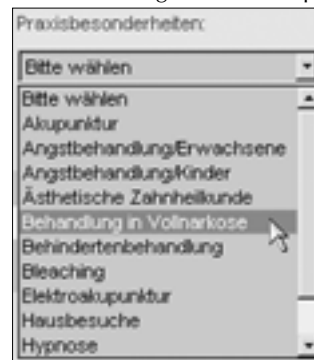 Praxisbesonderheiten:
Bitte wählen
Bitte wählen
Akupunktur
Angstbehandlung/Erwachsene
Angstbehandlung/Kinder
Ästhetische Zahnheilkunde
Behandlung in Vollnarkose
Behindertenbehandlung
Bleaching
Elektroakupunktur
Hausbesuche
Hypnose